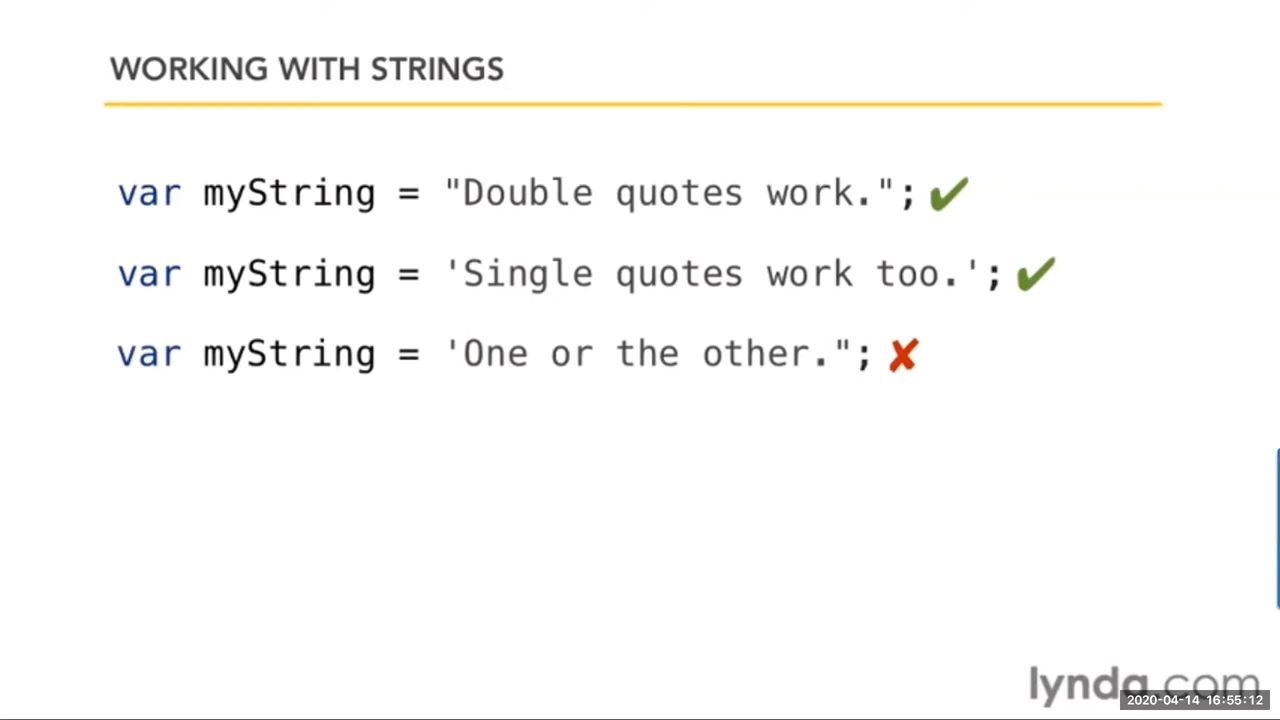 WORKING WITH STRINGS
var myString = "Double quotes work."; ✔
var myString = 'Single quotes work too.'; ✔
var myString = 'One or the other."; ✘
lynda.com
2020-04-14 16:55:12